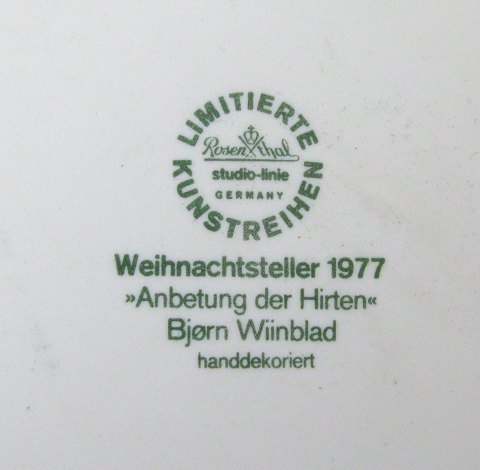 LIMITIERTE
Rosenthal
studio-linie
GERMANY
KUNSTREIHEN
Weihnachtsteller 1977
»Anbetung der Hirten«
Bjørn Wiinblad
handdekoriert